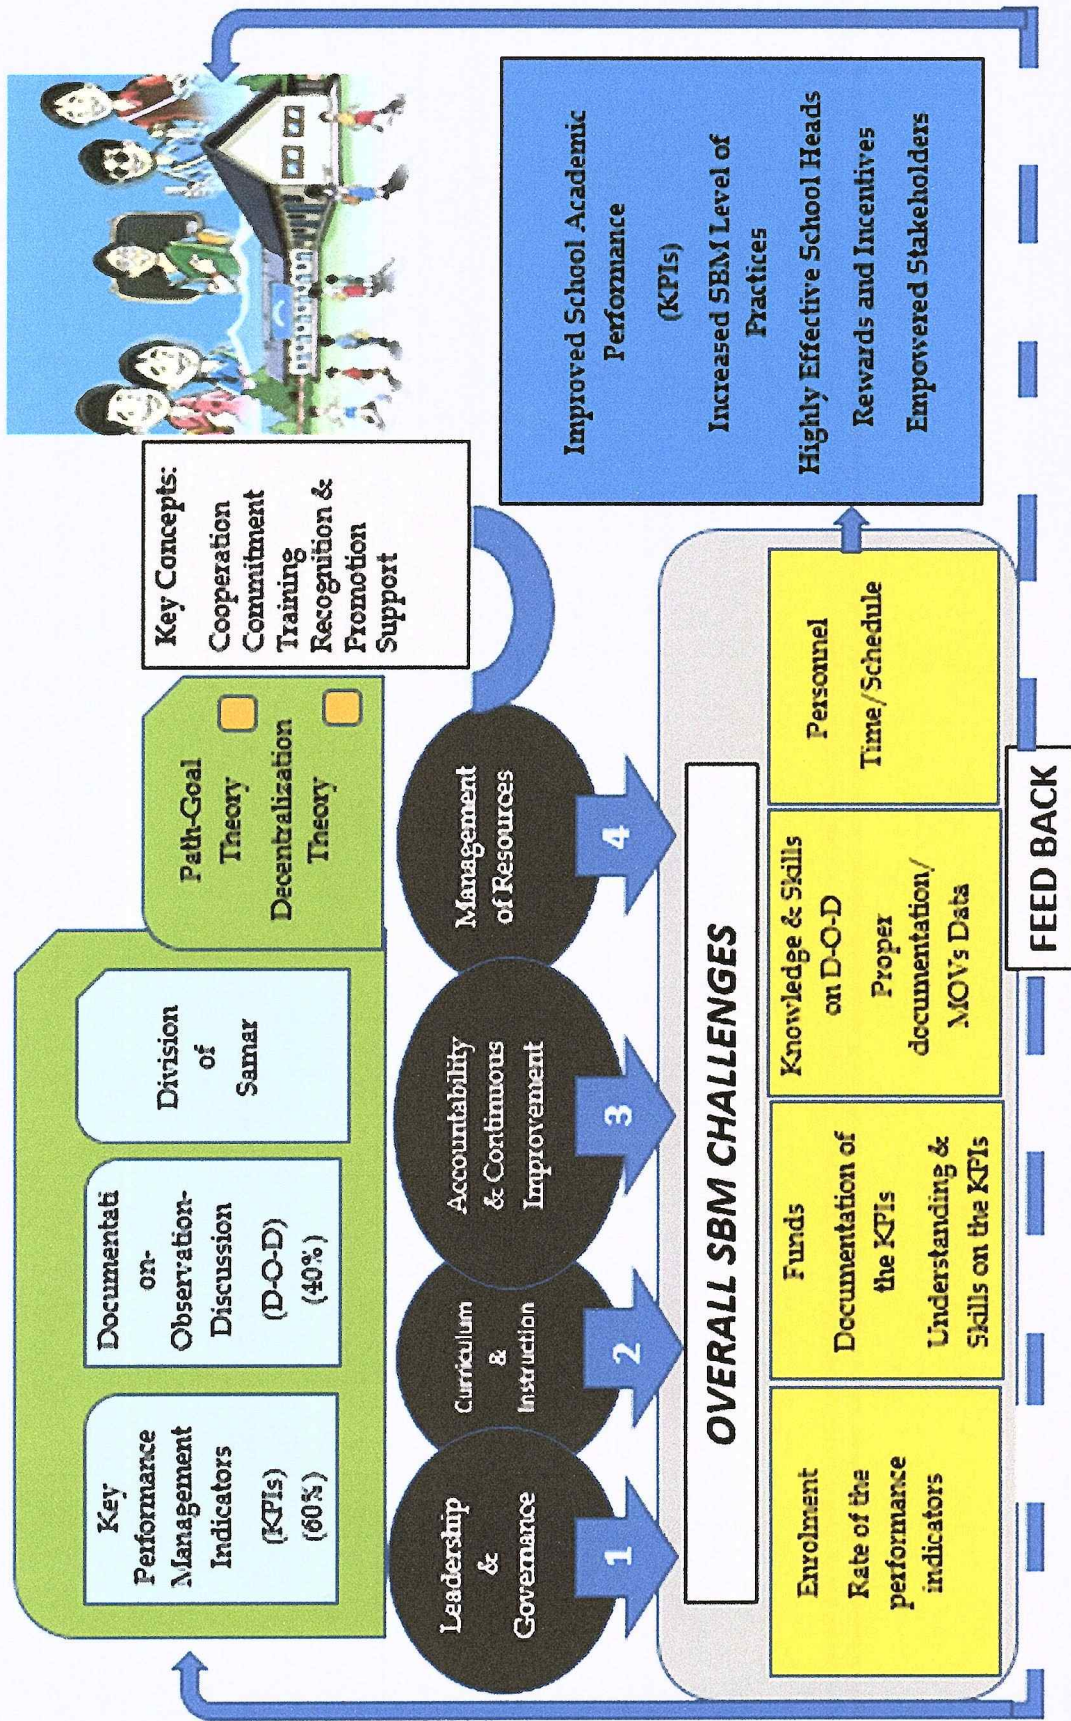 Key
Performance
Management
Indicators
(KPIs)
(60%)
Documentati
on-
Observation-
Discussion
(D-O-D)
(40%)
Division
of
Samar
Path-Goal
Theory
Decentralization
Theory
Key Concepts:
Cooperation
Commitment
Training
Recognition &
Promotion
Support
Leadership
&
Governance
Curriculum
&
Instruction
Accountability
& Continuous
Improvement
Management
of Resources
1
2
3
4
OVERALL SBM CHALLENGES
Enrolment
Rate of the
performance
indicators
Funds
Documentation of
the KPIs
Understanding &
Skills on the KPIs
Knowledge & Skills
on D-O-D
Proper
documentation/
MOVs Data
Personnel
Time/Schedule
Improved School Academic
Performance
(KPIs)
Increased SBM Level of
Practices
Highly Effective School Heads
Rewards and Incentives
Empowered Stakeholders
FEED BACK